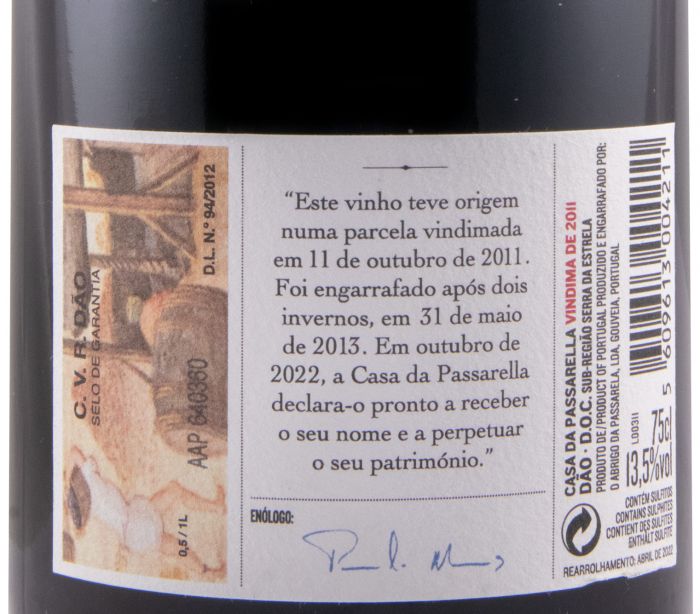 C. V. R. DÃO
SELO DE GARANTIA
AAP 640380
D.L. N.º 94/2012
0,5 / 1L
“Este vinho teve origem
numa parcela vindimada
em 11 de outubro de 2011.
Foi engarrafado após dois
invernos, em 31 de maio
de 2013. Em outubro de
2022, a Casa da Passarella
declara-o pronto a receber
o seu nome e a perpetuar
o seu património.”
ENÓLOGO:
CASA DA PASSARELLA VINDIMA DE 2011
DÃO · D.O.C. SUB-REGIÃO SERRA DA ESTRELA
PRODUTO DE/PRODUCT OF PORTUGAL PRODUZIDO E ENGARRAFADO POR:
O ABRIGO DA PASSARELA, LDA, GOUVEIA, PORTUGAL
5 609613 004211
L00311
75cl
13,5%vol
CONTÉM SULFITOS
CONTAINS SULPHITES
CONTIENT DES SULFITES
ENTHÄLT SULFITE
REARROLHAMENTO: ABRIL DE 2022